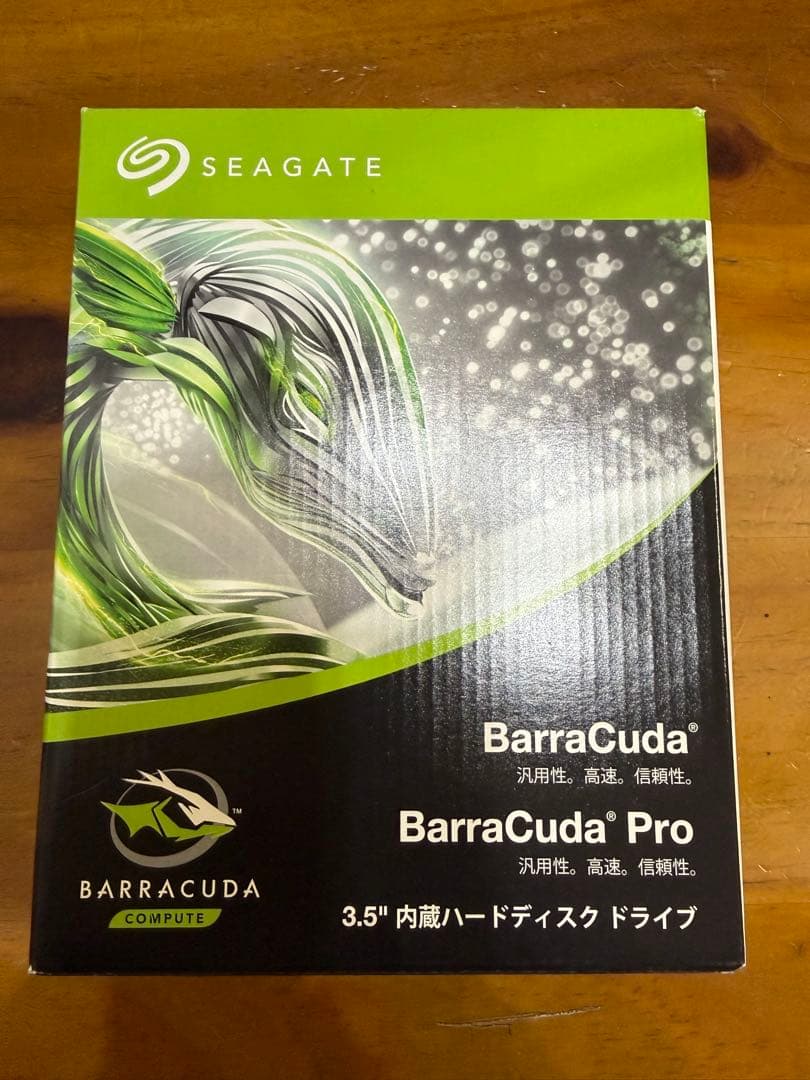 SEAGATE
BarraCuda®
汎用性。高速。信頼性。
BarraCuda® Pro
汎用性。高速。信頼性。
3.5" 内蔵ハードディスク ドライブ
™
BARRACUDA
COMPUTE